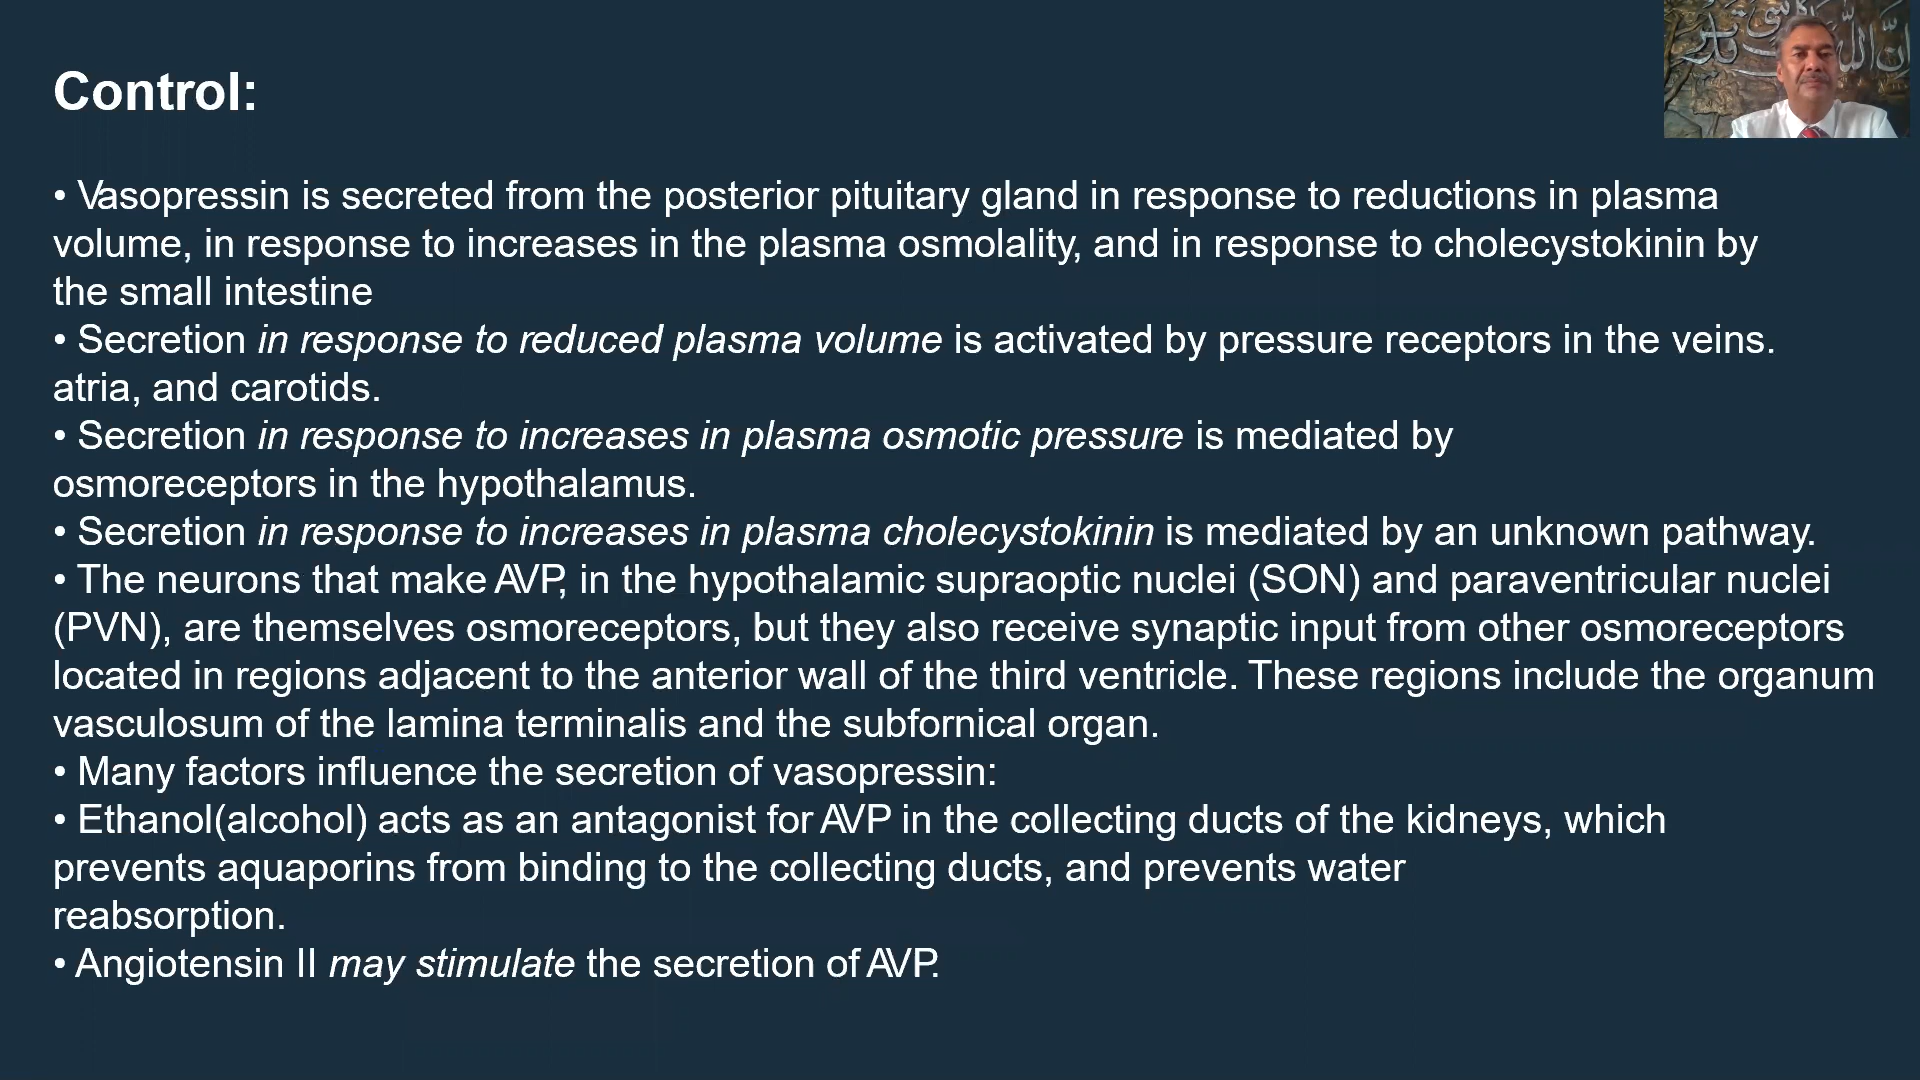 Control:
• Vasopressin is secreted from the posterior pituitary gland in response to reductions in plasma
volume, in response to increases in the plasma osmolality, and in response to cholecystokinin by
the small intestine
• Secretion in response to reduced plasma volume is activated by pressure receptors in the veins.
atria, and carotids.
• Secretion in response to increases in plasma osmotic pressure is mediated by
osmoreceptors in the hypothalamus.
• Secretion in response to increases in plasma cholecystokinin is mediated by an unknown pathway.
• The neurons that make AVP, in the hypothalamic supraoptic nuclei (SON) and paraventricular nuclei
(PVN), are themselves osmoreceptors, but they also receive synaptic input from other osmoreceptors
located in regions adjacent to the anterior wall of the third ventricle. These regions include the organum
vasculosum of the lamina terminalis and the subfornical organ.
• Many factors influence the secretion of vasopressin:
• Ethanol(alcohol) acts as an antagonist for AVP in the collecting ducts of the kidneys, which
prevents aquaporins from binding to the collecting ducts, and prevents water
reabsorption.
• Angiotensin II may stimulate the secretion of AVP.